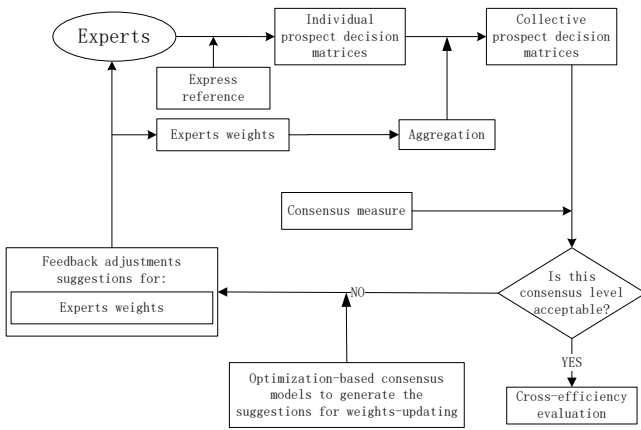 Experts
Individual
prospect decision
matrices
Collective
prospect decision
matrices
Express
reference
Experts weights
Aggregation
Consensus measure
Feedback adjustments
suggestions for:
Experts weights
NO
Is this
consensus level
acceptable?
YES
Optimization-based consensus
models to generate the
suggestions for weights-updating
Cross-efficiency
evaluation